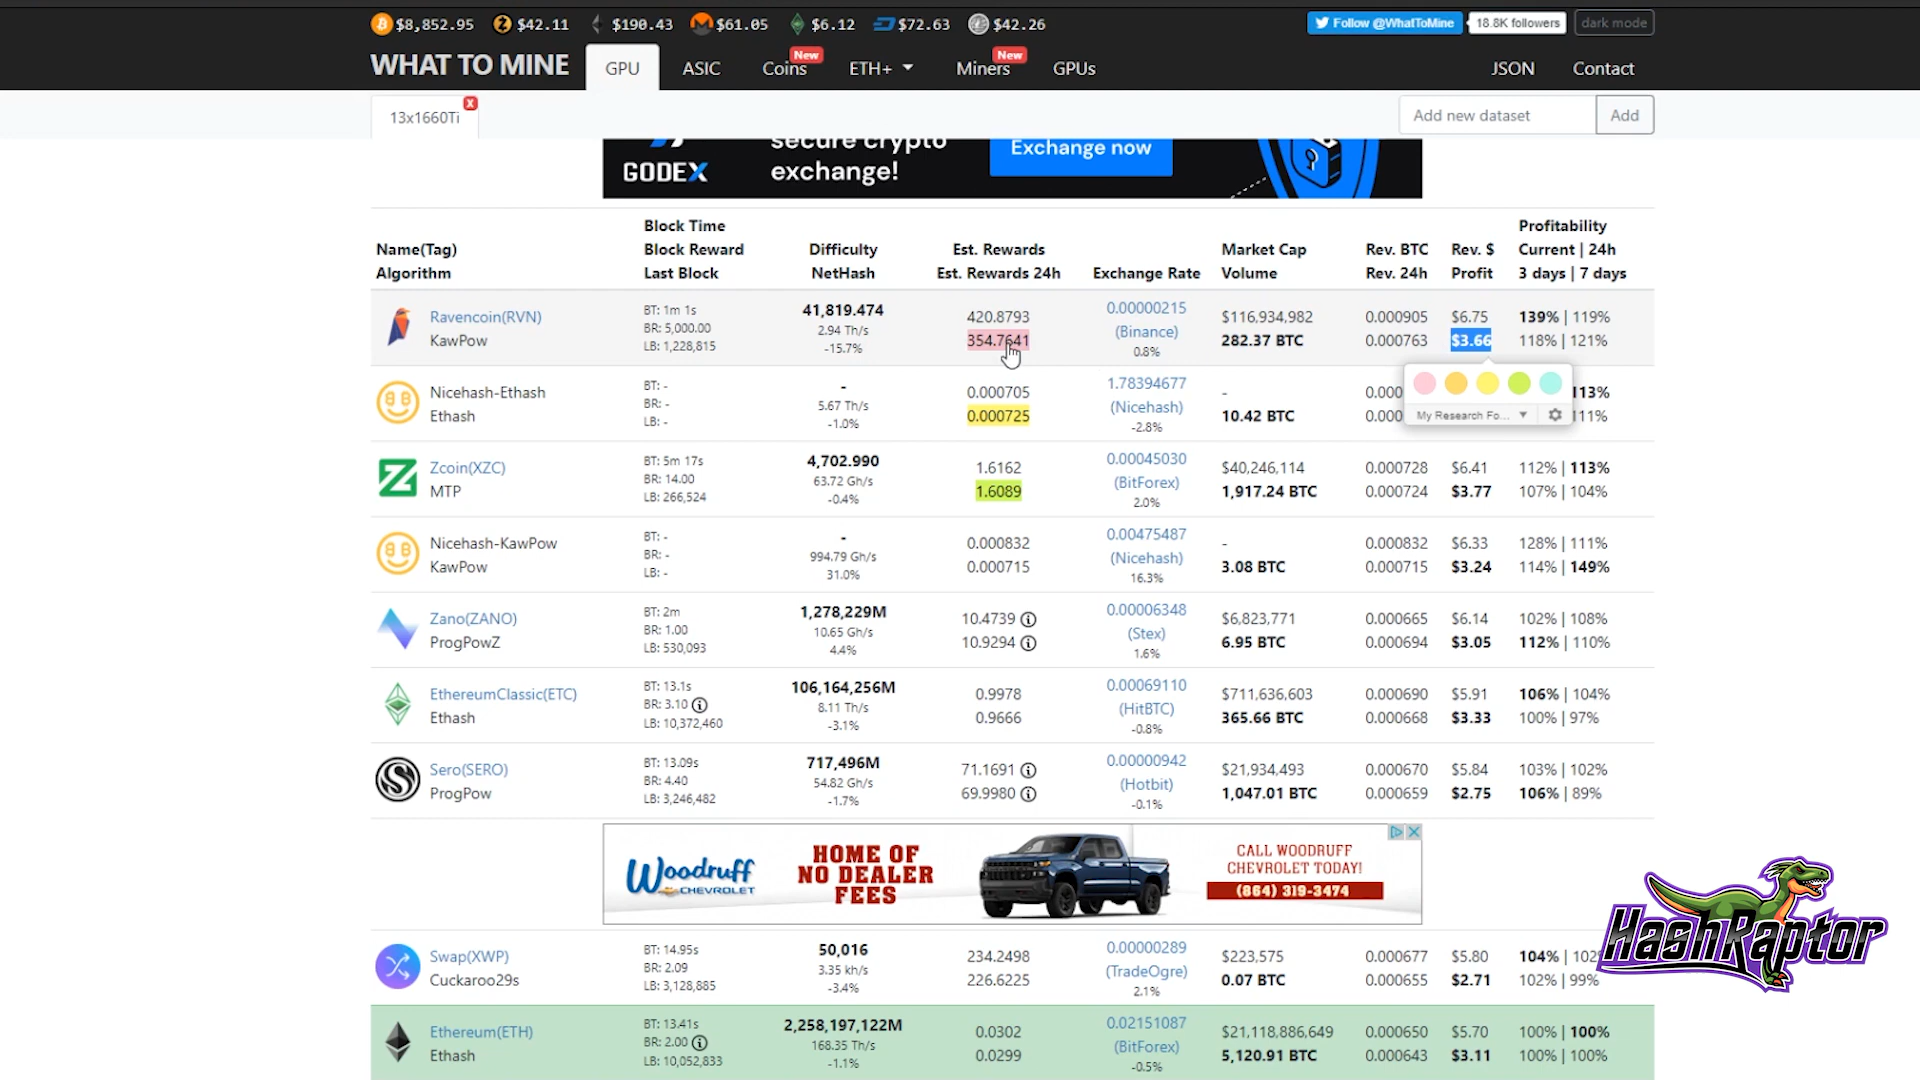 $8,852.95 $42.11 $190.43 $61.05 $6.12 $72.63 $42.26 Follow @WhatToMine 18.8K followers dark mode
WHAT TO MINE GPU ASIC Coins New ETH+ Miners New GPUs JSON Contact
13x1660Ti x Add new dataset Add
GODEX secure crypto exchange! Exchange now
Name(Tag)
Algorithm
Block Time
Block Reward
Last Block
Difficulty
NetHash
Est. Rewards
Est. Rewards 24h
Exchange Rate
Market Cap
Volume
Rev. BTC
Rev. 24h
Rev. $
Profit
Profitability
Current | 24h
3 days | 7 days
Ravencoin(RVN)
KawPow
BT: 1m 1s
BR: 5,000.00
LB: 1,228,815
41,819.474
2.94 Th/s
-15.7%
420.8793
354.7641
0.00000215
(Binance)
0.8%
$116,934,982
282.37 BTC
0.000905
0.000763
$6.75
$3.66
139% | 119%
118% | 121%
Nicehash-Ethash
Ethash
BT: -
BR: -
LB: -
-
5.67 Th/s
-1.0%
0.000705
0.000725
1.78394677
(Nicehash)
-2.8%
-
10.42 BTC
My Research Fo...
113%
111%
Zcoin(XZC)
MTP
BT: 5m 17s
BR: 14.00
LB: 266,524
4,702.990
63.72 Gh/s
-0.4%
1.6162
1.6089
0.00045030
(BitForex)
2.0%
$40,246,114
1,917.24 BTC
0.000728
0.000724
$6.41
$3.77
112% | 113%
107% | 104%
Nicehash-KawPow
KawPow
BT: -
BR: -
LB: -
-
994.79 Gh/s
31.0%
0.000832
0.000715
0.00475487
(Nicehash)
16.3%
-
3.08 BTC
0.000832
0.000715
$6.33
$3.24
128% | 111%
114% | 149%
Zano(ZANO)
ProgPowZ
BT: 2m
BR: 1.00
LB: 530,093
1,278,229M
10.65 Gh/s
4.4%
10.4739
10.9294
0.00006348
(Stex)
1.6%
$6,823,771
6.95 BTC
0.000665
0.000694
$6.14
$3.05
102% | 108%
112% | 110%
EthereumClassic(ETC)
Ethash
BT: 13.1s
BR: 3.10
LB: 10,372,460
106,164,256M
8.11 Th/s
-3.1%
0.9978
0.9666
0.00069110
(HitBTC)
-0.8%
$711,636,603
365.66 BTC
0.000690
0.000668
$5.91
$3.33
106% | 104%
100% | 97%
Sero(SERO)
ProgPow
BT: 13.09s
BR: 4.40
LB: 3,246,482
717,496M
54.82 Gh/s
-1.7%
71.1691
69.9980
0.00000942
(Hotbit)
-0.1%
$21,934,493
1,047.01 BTC
0.000670
0.000659
$5.84
$2.75
103% | 102%
106% | 89%
Woodruff
CHEVROLET
HOME OF
NO DEALER
FEES
CALL WOODRUFF
CHEVROLET TODAY!
(864) 319-3474
Swap(XWP)
Cuckaroo29s
BT: 14.95s
BR: 2.09
LB: 3,128,885
50,016
3.35 kh/s
-3.4%
234.2498
226.6225
0.00000289
(TradeOgre)
2.1%
$223,575
0.07 BTC
0.000677
0.000655
$5.80
$2.71
104% | 102
102% | 99%
HashRaptor
Ethereum(ETH)
Ethash
BT: 13.41s
BR: 2.00
LB: 10,052,833
2,258,197,122M
168.35 Th/s
-1.1%
0.0302
0.0299
0.02151087
(BitForex)
-0.5%
$21,118,886,649
5,120.91 BTC
0.000650
0.000643
$5.70
$3.11
100% | 100%
100% | 100%